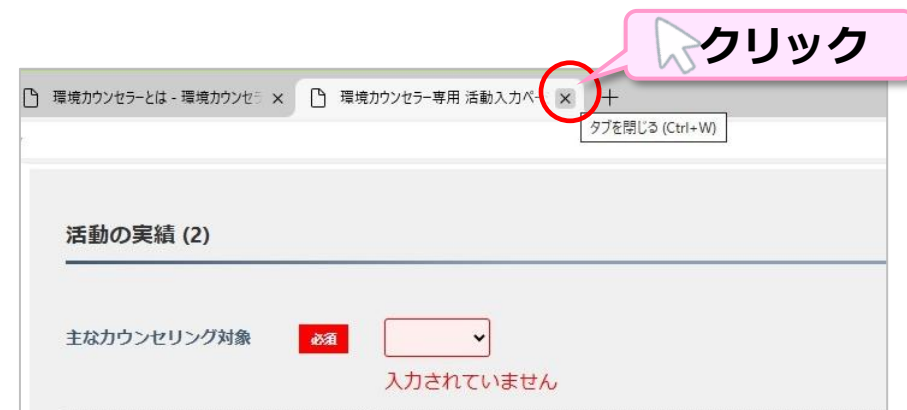 クリック
環境カウンセラーとは - 環境カウンセラ
環境カウンセラー専用 活動入力ペー
タブを閉じる (Ctrl+W)
活動の実績 (2)
主なカウンセリング対象
必須
入力されていません